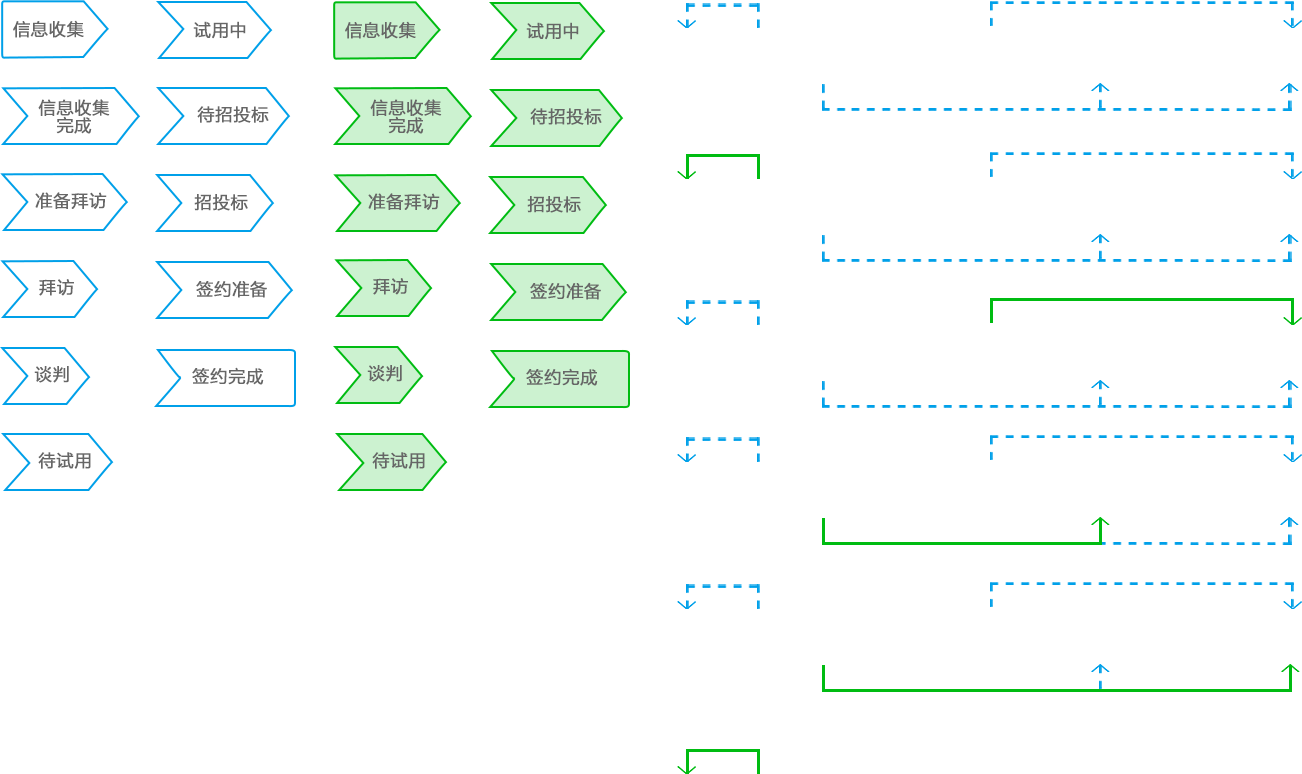 信息收集
试用中
信息收集
试用中
信息收集
完成
待招投标
信息收集
完成
待招投标
准备拜访
招投标
准备拜访
招投标
拜访
签约准备
拜访
签约准备
谈判
签约完成
谈判
签约完成
待试用
待试用